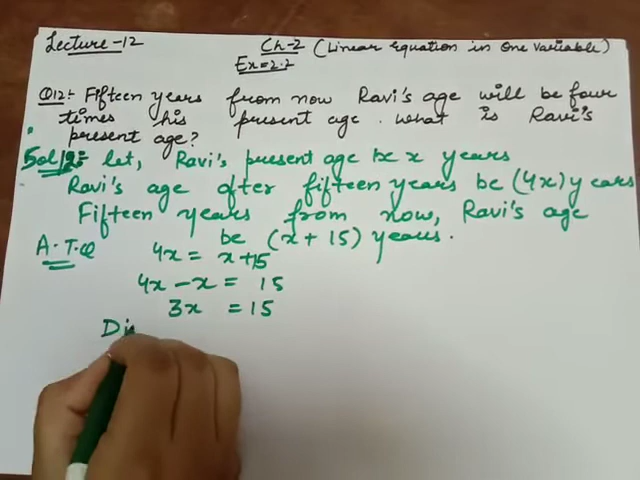 Lecture-12
Ch-2 (Linear Equation in One Variable)
Ex=2.2
Q12:- Fifteen years from now Ravi's age will be four
times his present age. what is Ravi's
present age?
Sol12:- let, Ravi's present age be x years
Ravi's age after fifteen years be (4x) years
Fifteen years from now, Ravi's age
be (x + 15) years.
A.T.Q 4x = x+15
4x - x = 15
3x = 15
Di